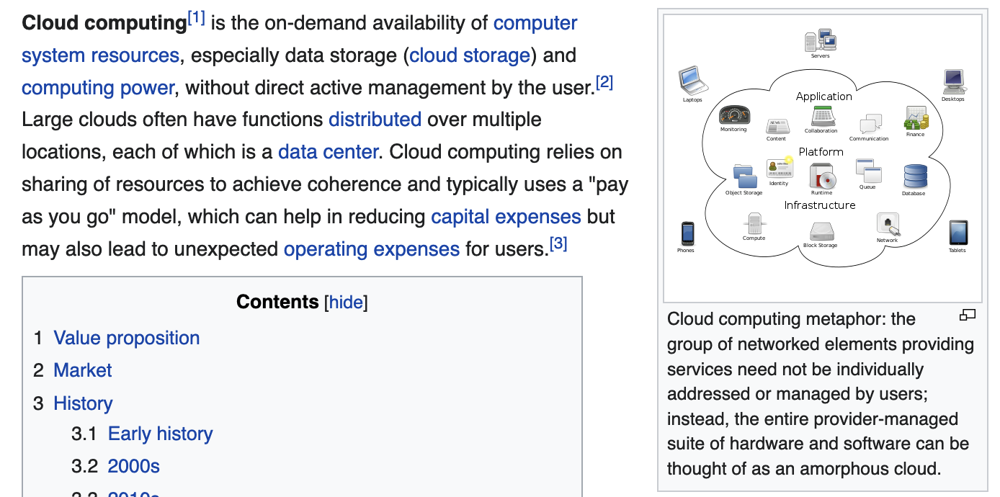 Cloud computing[1] is the on-demand availability of computer
system resources, especially data storage (cloud storage) and
computing power, without direct active management by the user.[2]
Large clouds often have functions distributed over multiple
locations, each of which is a data center. Cloud computing relies on
sharing of resources to achieve coherence and typically uses a "pay
as you go" model, which can help in reducing capital expenses but
may also lead to unexpected operating expenses for users.[3]
Contents [hide]
1 Value proposition
2 Market
3 History
3.1 Early history
3.2 2000s
Servers
Laptops
Desktops
Application
Monitoring
Content
Collaboration
Communication
Finance
Platform
Object Storage
Identity
Runtime
Queue
Database
Infrastructure
Compute
Block Storage
Network
Phones
Tablets
Cloud computing metaphor: the
group of networked elements providing
services need not be individually
addressed or managed by users;
instead, the entire provider-managed
suite of hardware and software can be
thought of as an amorphous cloud.